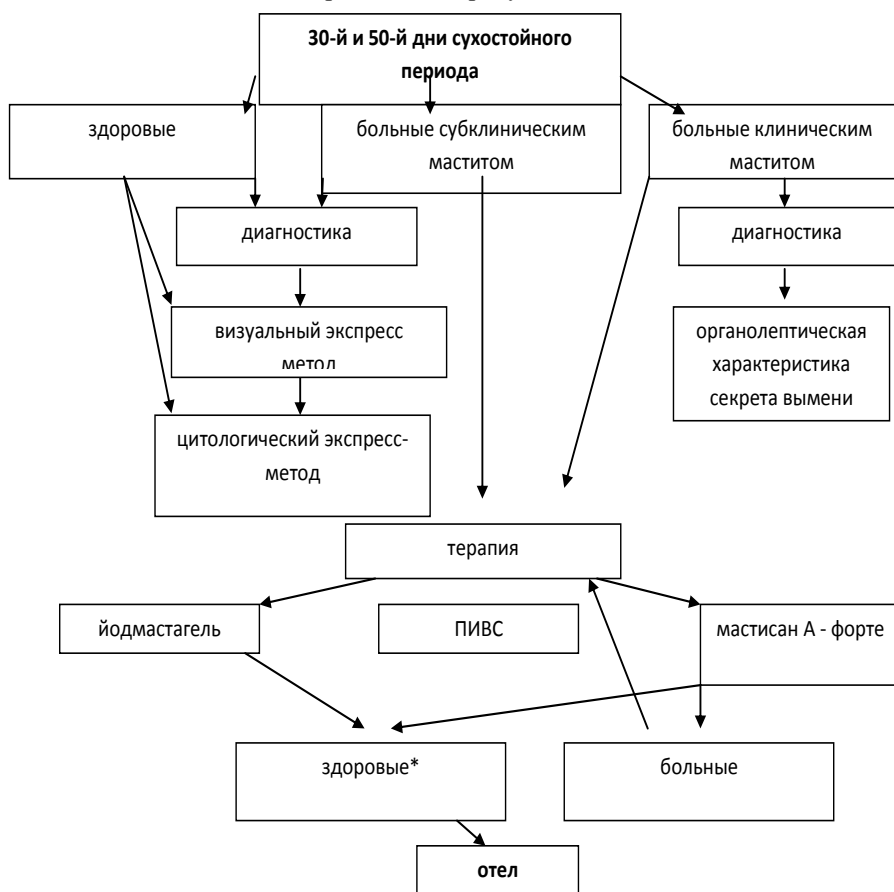 30-й и 50-й дни сухостойного
периода
здоровые
больные субклиническим
маститом
больные клиническим
маститом
диагностика
диагностика
визуальный экспресс
метод
органолептическая
характеристика
секрета вымени
цитологический экспресс-
метод
терапия
йодмастагель
ПИВС
мастисан А - форте
здоровые*
больные
отел